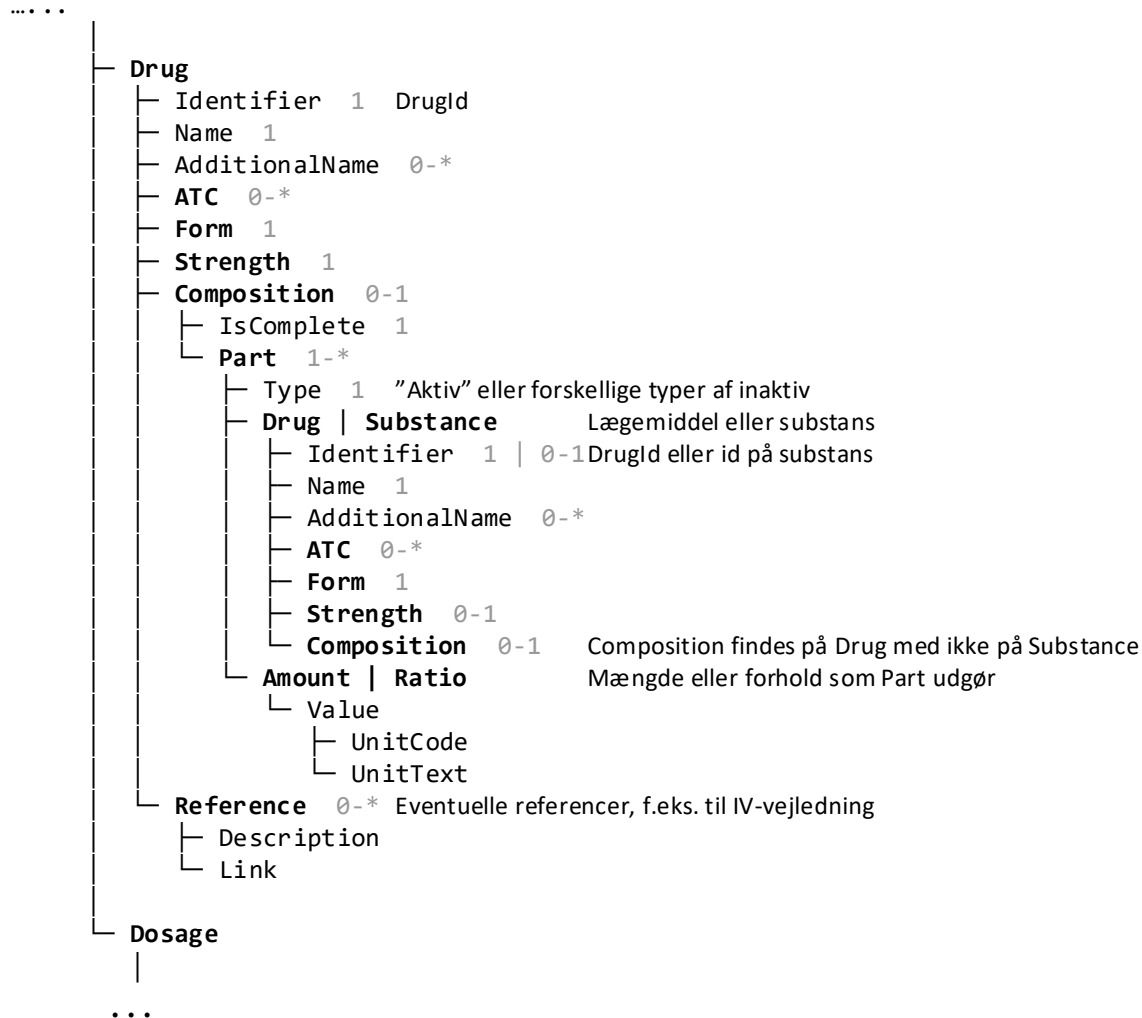 …...
Drug
Identifier 1 DrugId
Name 1
AdditionalName 0-*
ATC 0-*
Form 1
Strength 1
Composition 0-1
IsComplete 1
Part 1-*
Type 1 ”Aktiv” eller forskellige typer af inaktiv
Drug | Substance Lægemiddel eller substans
Identifier 1 | 0-1 DrugId eller id på substans
Name 1
AdditionalName 0-*
ATC 0-*
Form 1
Strength 0-1
Composition 0-1 Composition findes på Drug med ikke på Substance
Amount | Ratio Mængde eller forhold som Part udgør
Value
UnitCode
UnitText
Reference 0-* Eventuelle referencer, f.eks. til IV-vejledning
Description
Link
Dosage
...